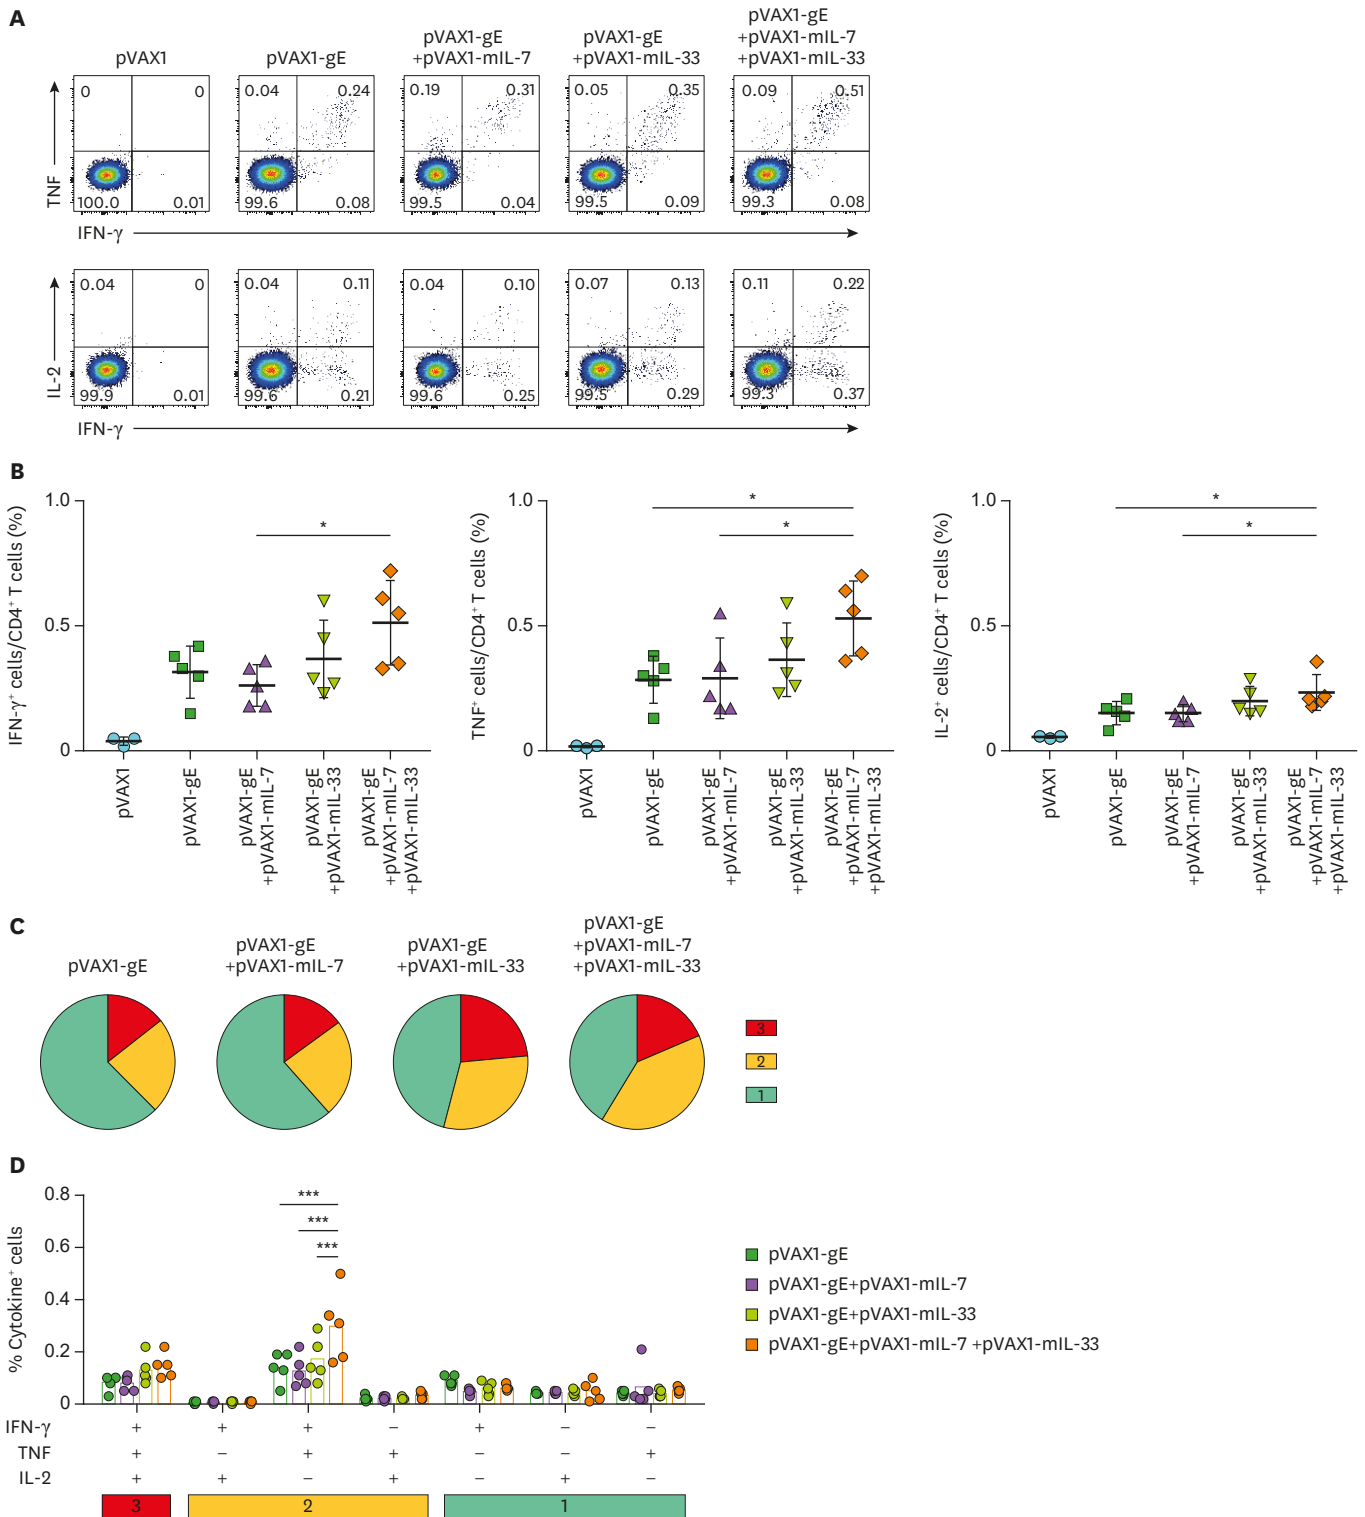 A
pVAX1
pVAX1-gE
pVAX1-gE
+pVAX1-mIL-7
pVAX1-gE
+pVAX1-mIL-33
pVAX1-gE
+pVAX1-mIL-7
+pVAX1-mIL-33
TNF
0 0
100.0 0.01
0.04 0.24
99.6 0.08
0.19 0.31
99.5 0.04
0.05 0.35
99.5 0.09
0.09 0.51
99.3 0.08
IFN-γ
IL-2
0.04 0
99.9 0.01
0.04 0.11
99.6 0.21
0.04 0.10
99.6 0.25
0.07 0.13
99.5 0.29
0.11 0.22
99.3 0.37
IFN-γ
B
IFN-γ⁺ cells/CD4⁺ T cells (%)
1.0
0.5
0
*
pVAX1
pVAX1-gE
pVAX1-gE
+pVAX1-mIL-7
pVAX1-gE
+pVAX1-mIL-33
pVAX1-gE
+pVAX1-mIL-7
+pVAX1-mIL-33
TNF⁺ cells/CD4⁺ T cells (%)
1.0
0.5
0
*
*
pVAX1
pVAX1-gE
pVAX1-gE
+pVAX1-mIL-7
pVAX1-gE
+pVAX1-mIL-33
pVAX1-gE
+pVAX1-mIL-7
+pVAX1-mIL-33
IL-2⁺ cells/CD4⁺ T cells (%)
1.0
0.5
0
*
*
pVAX1
pVAX1-gE
pVAX1-gE
+pVAX1-mIL-7
pVAX1-gE
+pVAX1-mIL-33
pVAX1-gE
+pVAX1-mIL-7
+pVAX1-mIL-33
C
pVAX1-gE
pVAX1-gE
+pVAX1-mIL-7
pVAX1-gE
+pVAX1-mIL-33
pVAX1-gE
+pVAX1-mIL-7
+pVAX1-mIL-33
3
2
1
D
% Cytokine⁺ cells
0.8
0.6
0.4
0.2
0
***
***
***
pVAX1-gE
pVAX1-gE+pVAX1-mIL-7
pVAX1-gE+pVAX1-mIL-33
pVAX1-gE+pVAX1-mIL-7 +pVAX1-mIL-33
IFN-γ + + + − + − −
TNF + − + + − − +
IL-2 + + − + − + −
3 2 1